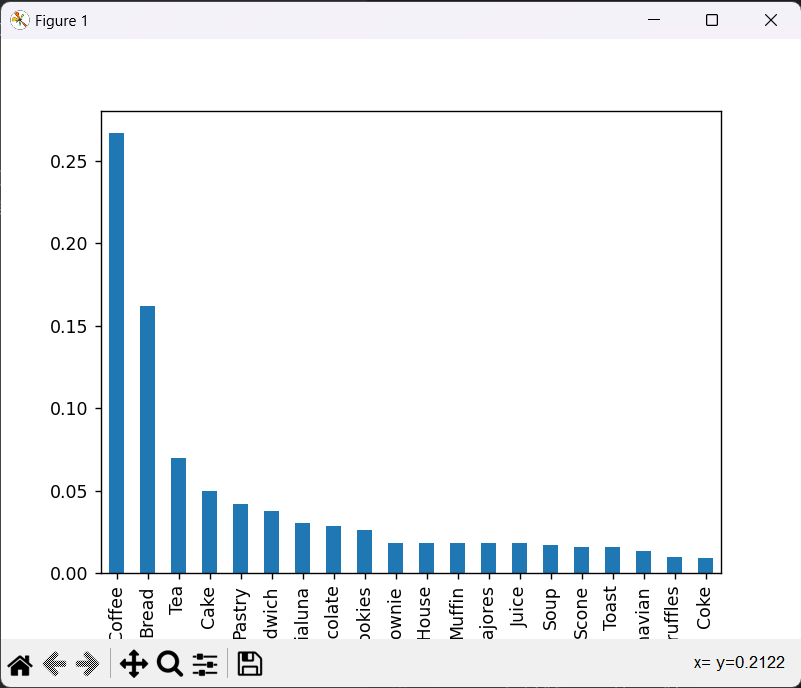 Figure 1
0.25
0.20
0.15
0.10
0.05
0.00
Coffee
Bread
Tea
Cake
Pastry
dwich
ialuna
colate
ookies
ownie
House
Muffin
ajores
Juice
Soup
Scone
Toast
navian
ruffles
Coke
x= y=0.2122